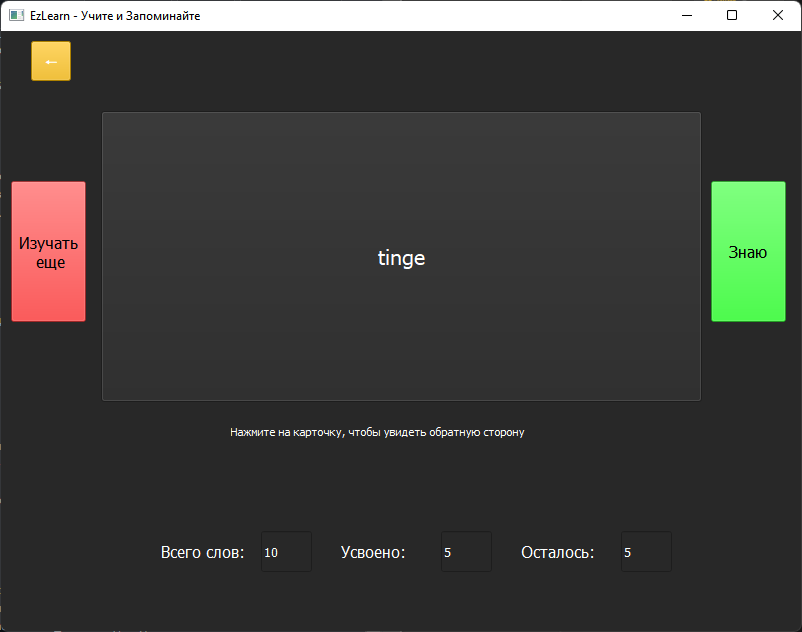 EzLearn - Учите и Запоминайте
←
Изучать
еще
tinge
Знаю
Нажмите на карточку, чтобы увидеть обратную сторону
Всего слов: 10 Усвоено: 5 Осталось: 5